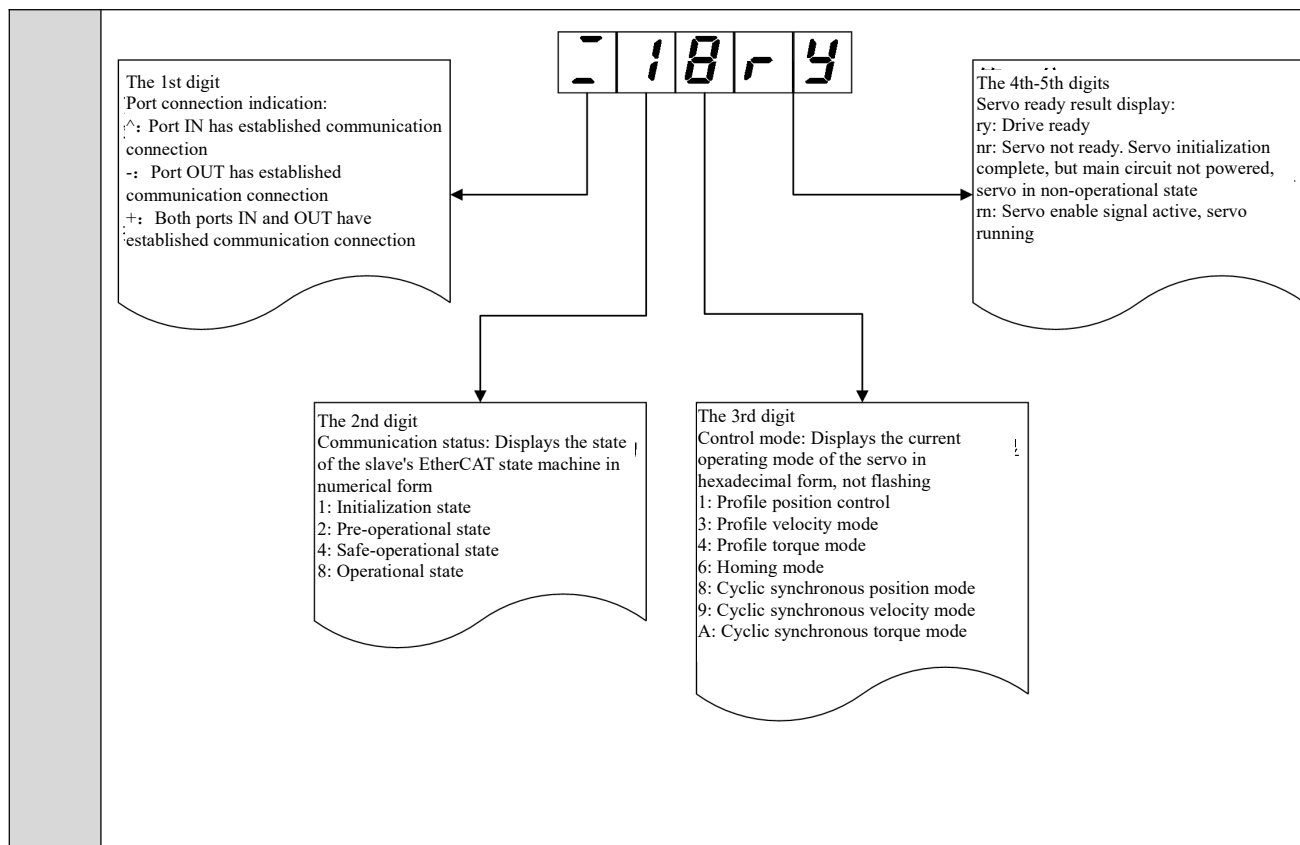 18ry
The 1st digit
Port connection indication:
^：Port IN has established communication
connection
-：Port OUT has established
communication connection
+：Both ports IN and OUT have
established communication connection
The 4th-5th digits
Servo ready result display:
ry: Drive ready
nr: Servo not ready. Servo initialization
complete, but main circuit not powered,
servo in non-operational state
rn: Servo enable signal active, servo
running
The 2nd digit
Communication status: Displays the state
of the slave's EtherCAT state machine in
numerical form
1: Initialization state
2: Pre-operational state
4: Safe-operational state
8: Operational state
The 3rd digit
Control mode: Displays the current
operating mode of the servo in
hexadecimal form, not flashing
1: Profile position control
3: Profile velocity mode
4: Profile torque mode
6: Homing mode
8: Cyclic synchronous position mode
9: Cyclic synchronous velocity mode
A: Cyclic synchronous torque mode